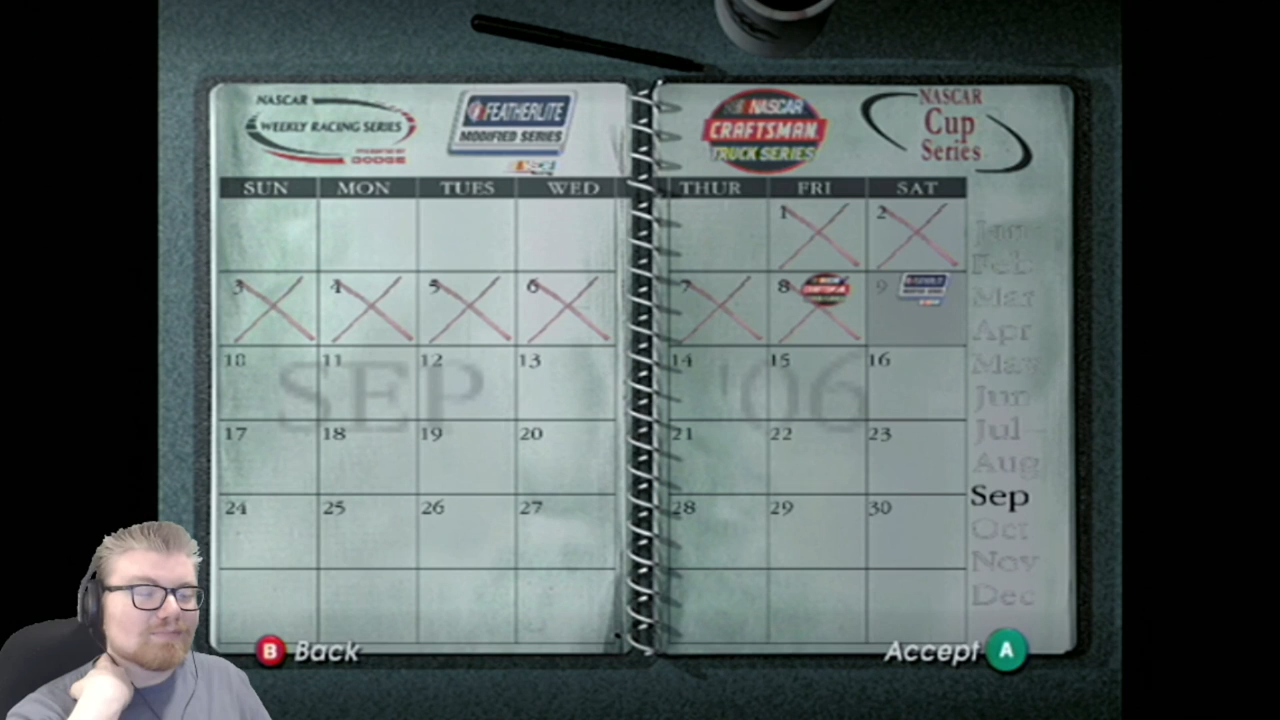 NASCAR
WEEKLY RACING SERIES
DODGE
FEATHERLITE
MODIFIED SERIES
NASCAR
CRAFTSMAN
TRUCK SERIES
NASCAR
Cup
Series
SUN MON TUES WED THUR FRI SAT
1 2
3 4 5 6 7 8 9
10 11 12 13 14 15 16
SEP '06
17 18 19 20 21 22 23
24 25 26 27 28 29 30
Jan
Feb
Mar
Apr
May
Jun
Jul
Aug
Sep
Oct
Nov
Dec
B Back
Accept A